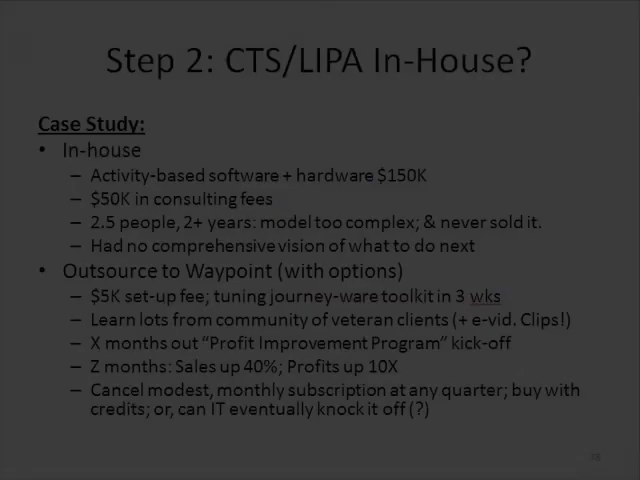 Step 2: CTS/LIPA In-House?
Case Study:
• In-house
– Activity-based software + hardware $150K
– $50K in consulting fees
– 2.5 people, 2+ years: model too complex; & never sold it.
– Had no comprehensive vision of what to do next
• Outsource to Waypoint (with options)
– $5K set-up fee; tuning journey-ware toolkit in 3 wks
– Learn lots from community of veteran clients (+ e-vid. Clips!)
– X months out “Profit Improvement Program” kick-off
– Z months: Sales up 40%; Profits up 10X
– Cancel modest, monthly subscription at any quarter; buy with
credits; or, can IT eventually knock it off (?)